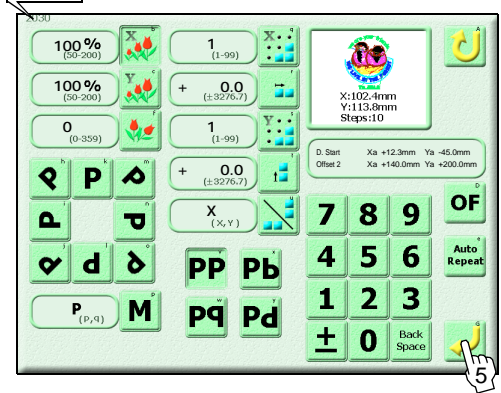 2030
100%
(50-200)
X
b
100%
(50-200)
Y
c
0
(0-359)
f
h
P
k
P
m
P
P
i
P
n
P
P
j
d
l
P
o
P
(P,q)
M
p
1
(1-99)
X
q
+ 0.0
(±3276.7)
r
1
(1-99)
Y
s
+ 0.0
(±3276.7)
t
X
(X,Y)
u
PP
v
Pb
x
Pq
w
Pd
y
X:102.4mm
Y:113.8mm
Steps:10
D. Start Xa +12.3mm Ya -45.0mm
Offset 2 Xa +140.0mm Ya +200.0mm
7 8 9
4 5 6
1 2 3
± 0 Back
Space
OF
D
Auto
Repeat
e
G
5